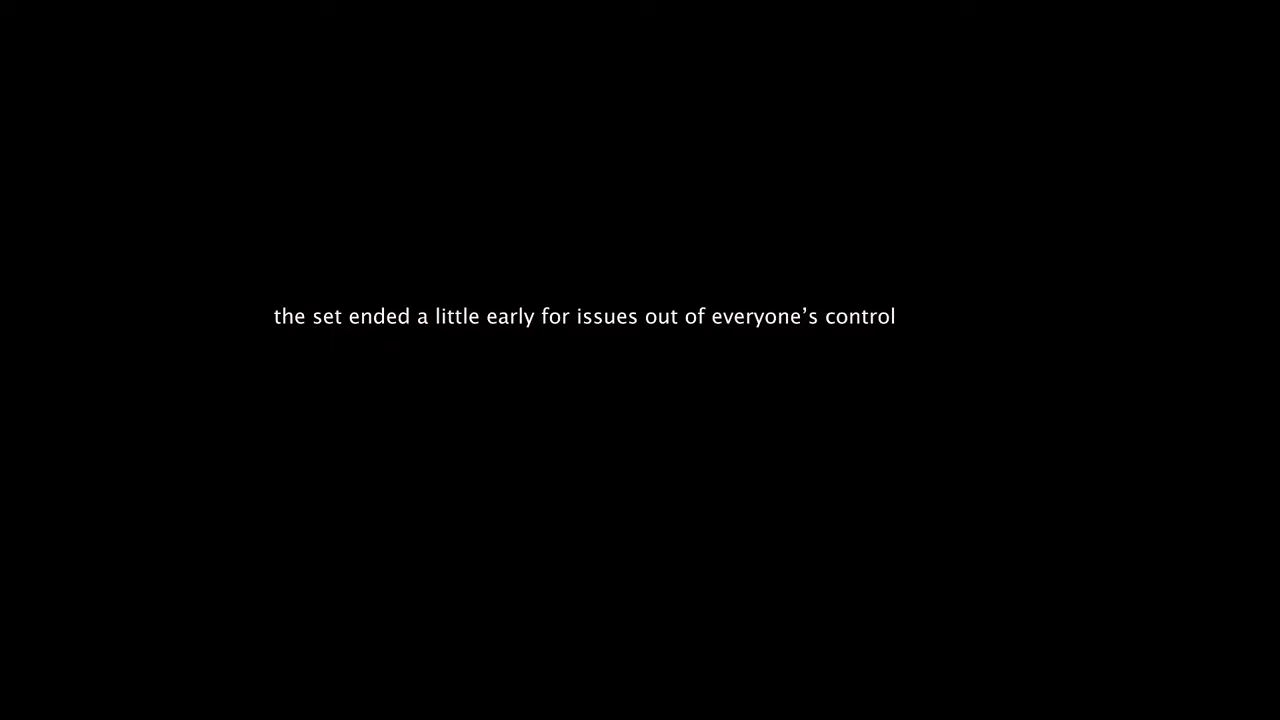 the set ended a little early for issues out of everyone’s control